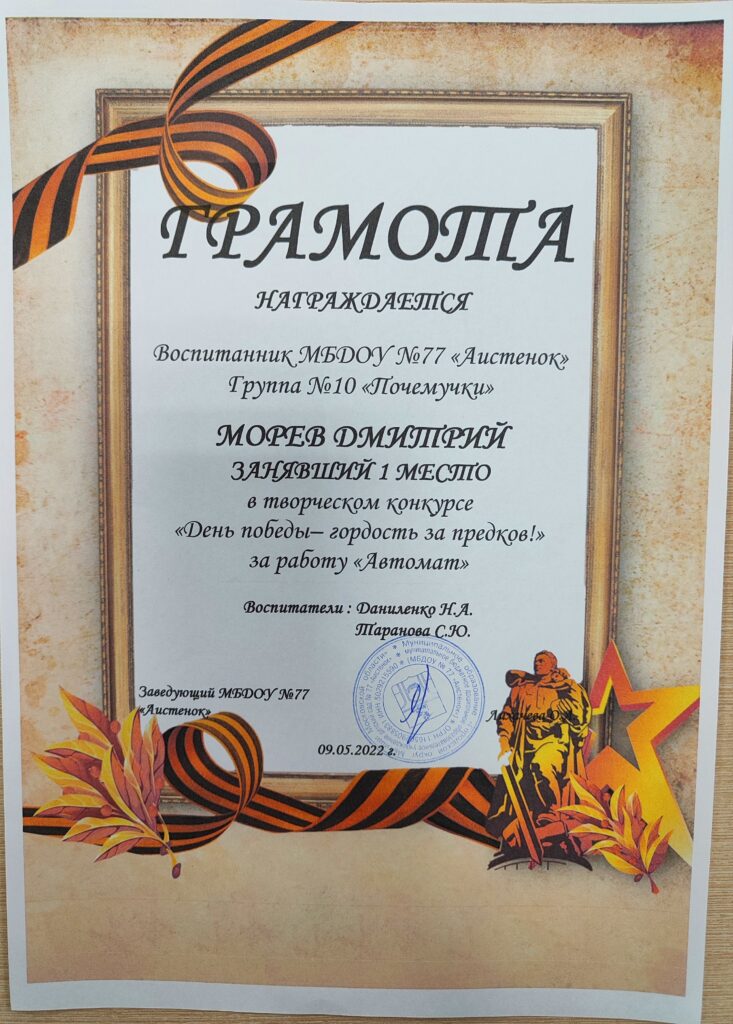 ГРАМОТА
НАГРАЖДАЕТСЯ
Воспитанник МБДОУ №77 «Аистенок»
Группа №10 «Почемучки»
МОРЕВ ДМИТРИЙ
ЗАНЯВШИЙ 1 МЕСТО
в творческом конкурсе
«День победы– гордость за предков!»
за работу «Автомат»
Воспитатели : Даниленко Н.А.
Таранова С.Ю.
Заведующий МБДОУ №77
«Аистенок»
09.05.2022 г.